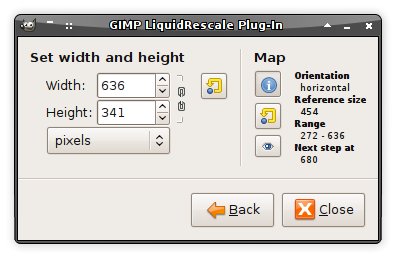 GIMP LiquidRescale Plug-In
Set width and height
Width: 636
Height: 341
pixels
Map
Orientation
horizontal
Reference size
454
Range
272 - 636
Next step at
680
Back
Close